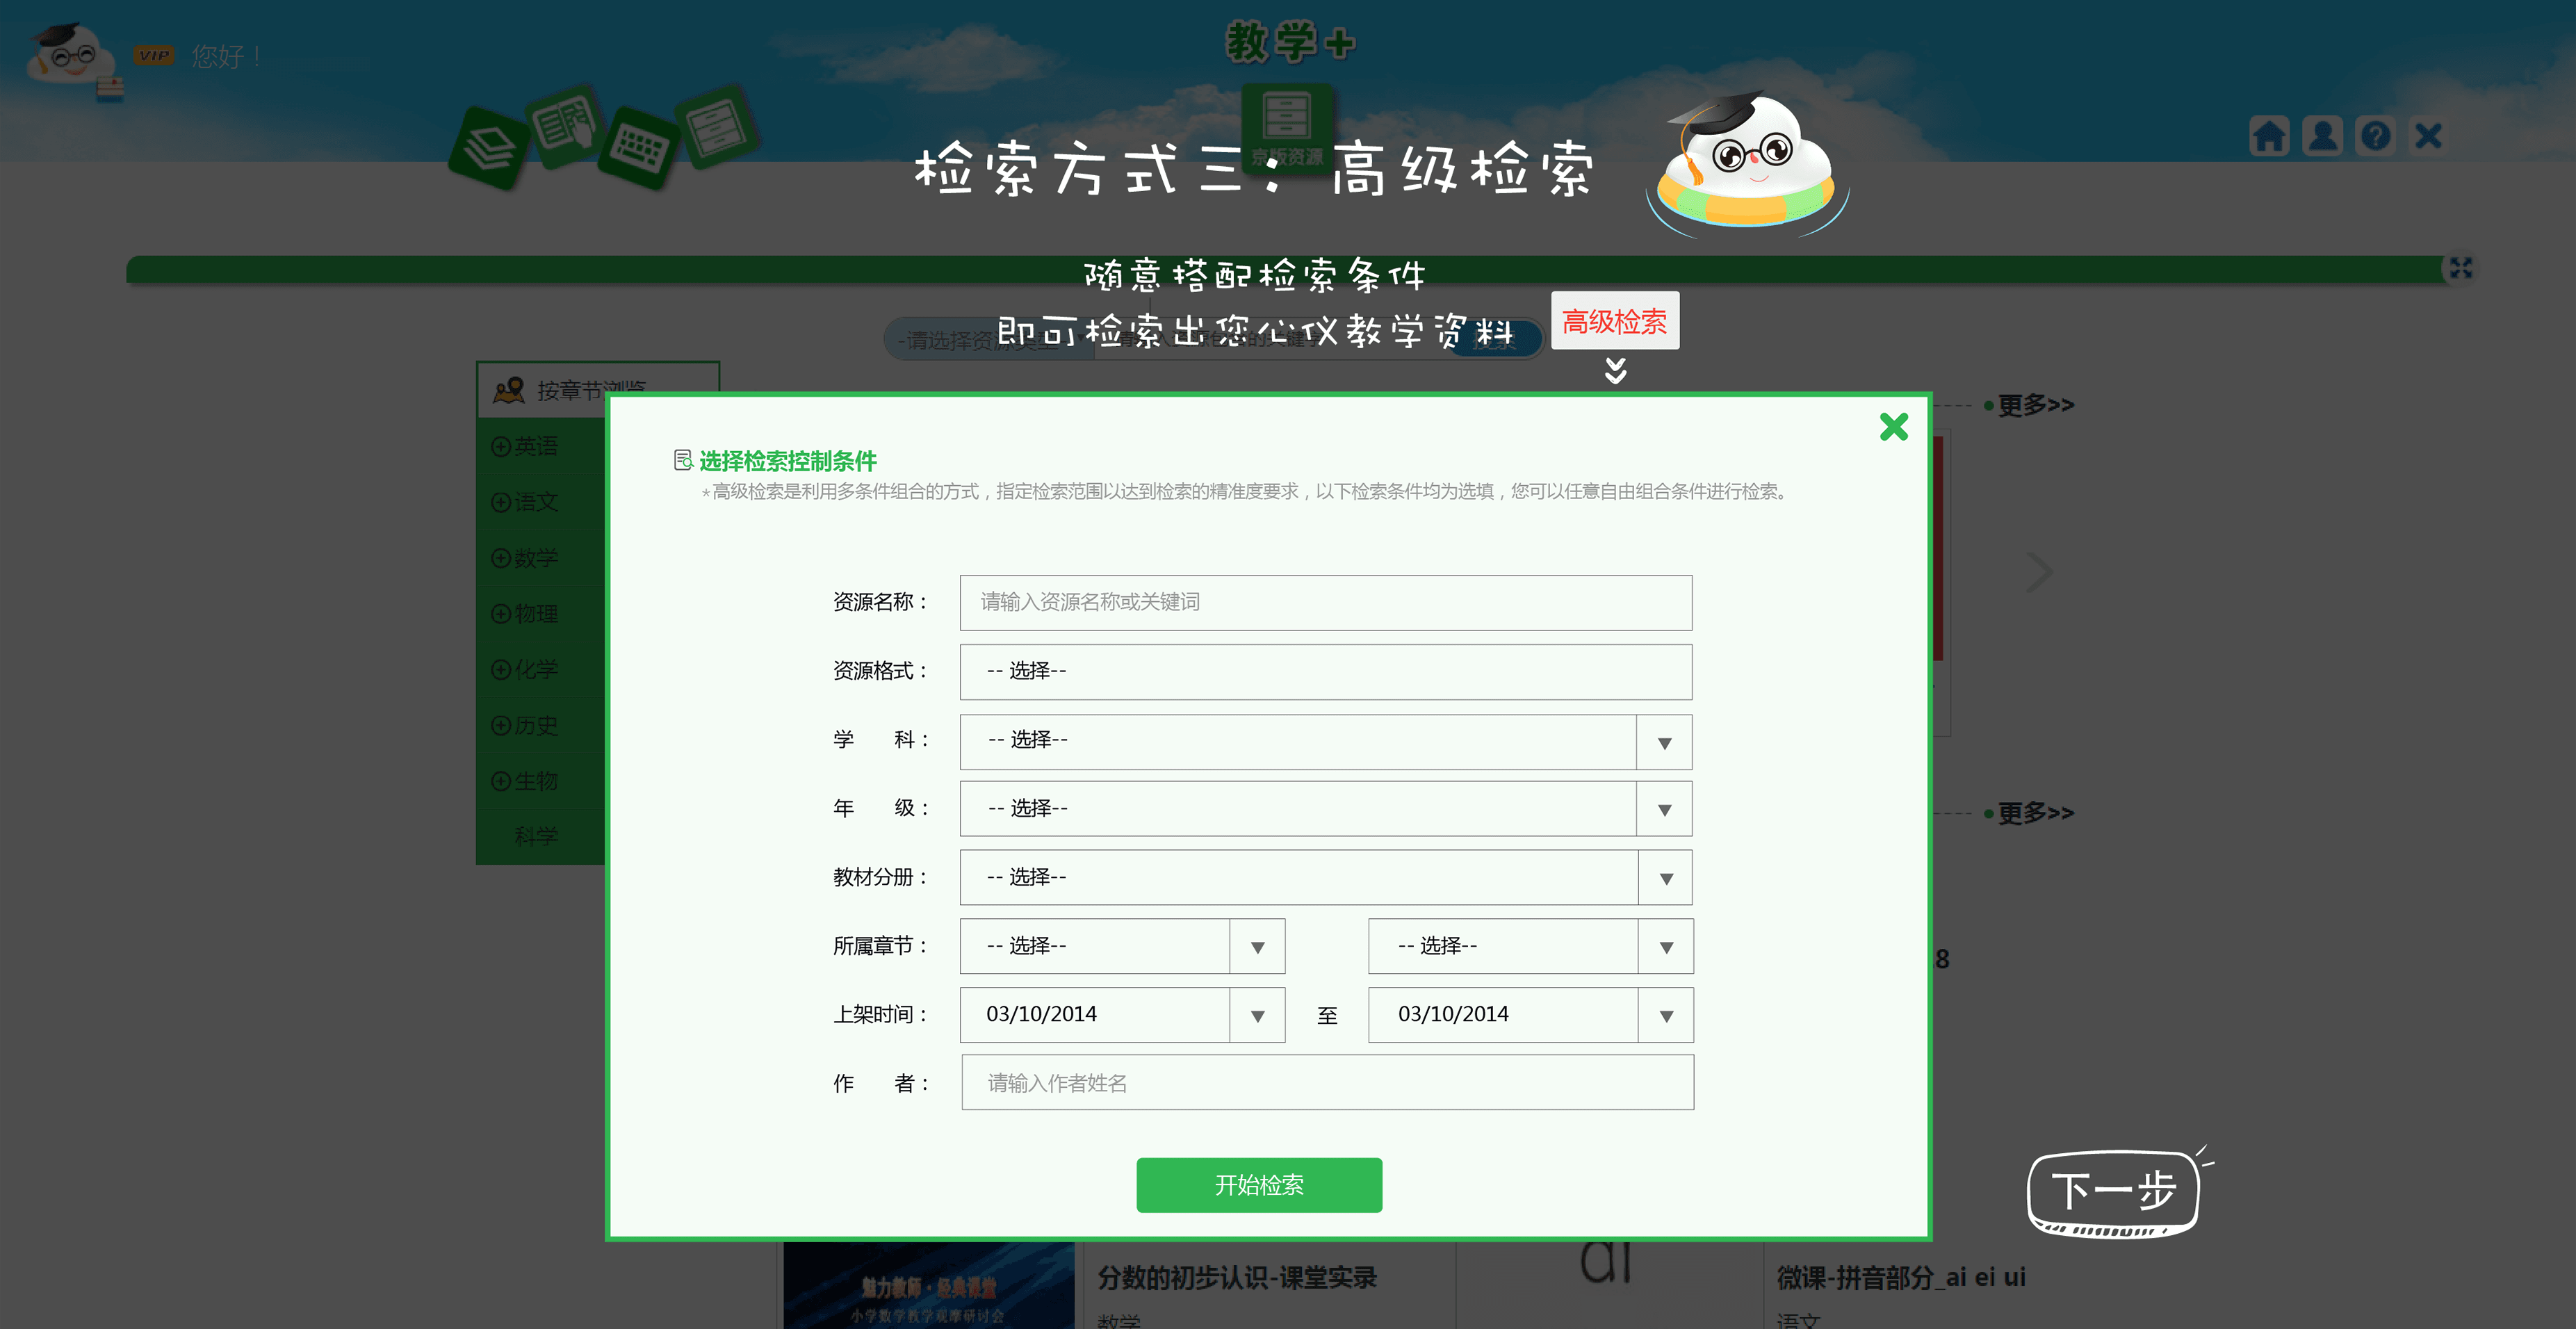 VIP 您好！
教学+
京版资源
检索方式三：高级检索
随意搭配检索条件
即可检索出您心仪教学资料
高级检索
按章节浏览
更多>>
英语
语文
数学
物理
化学
历史
生物
科学
选择检索控制条件
*高级检索是利用多条件组合的方式，指定检索范围以达到检索的精准度要求，以下检索条件均为选填，您可以任意自由组合条件进行检索。
资源名称： 请输入资源名称或关键词
资源格式： -- 选择--
学 科： -- 选择--
年 级： -- 选择--
教材分册： -- 选择--
所属章节： -- 选择-- -- 选择--
上架时间： 03/10/2014 至 03/10/2014
作 者： 请输入作者姓名
开始检索
更多>>
8
下一步
魅力教师·经典课堂
小学数学教学观摩研讨会
分数的初步认识-课堂实录
数学
ai
微课-拼音部分_ai ei ui
语文